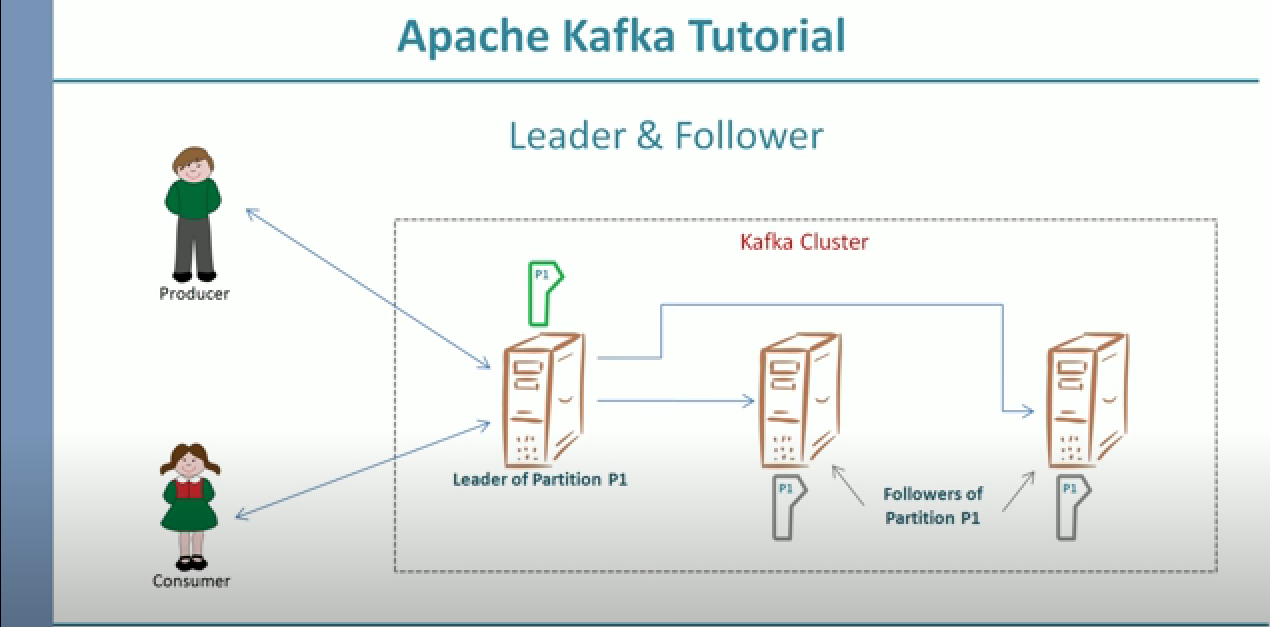 Apache Kafka Tutorial
Leader & Follower
Kafka Cluster
P1
Producer
Leader of Partition P1
P1
Followers of
Partition P1
P1
Consumer